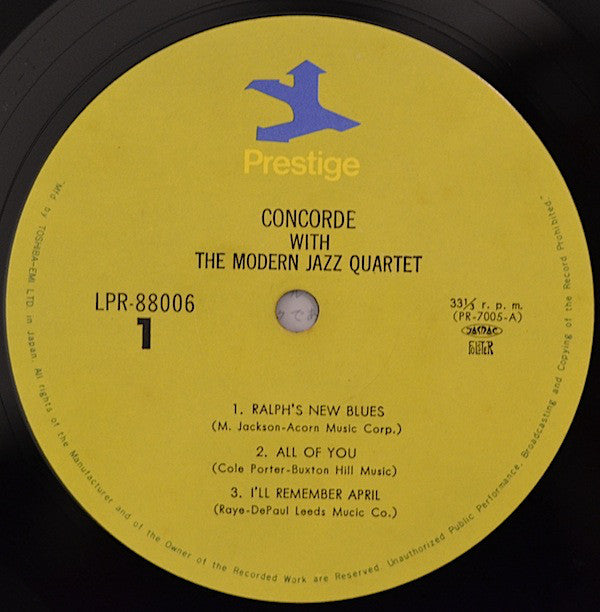 Prestige
CONCORDE
WITH
THE MODERN JAZZ QUARTET
LPR-88006
1
33⅓ r. p. m.
(PR-7005-A)
JASRAC
1. RALPH'S NEW BLUES
(M. Jackson-Acorn Music Corp.)
2. ALL OF YOU
(Cole Porter-Buxton Hill Music)
3. I'LL REMEMBER APRIL
(Raye-DePaul Leeds Mucic Co.)
"Mf'd by TOSHIBA-EMI LTD in Japan. All rights of the Manufacturer and of the Owner of the Recorded Work are Reserved. Unauthorized Public Performance, Broadcasting and Copying of the Record Prohibited."